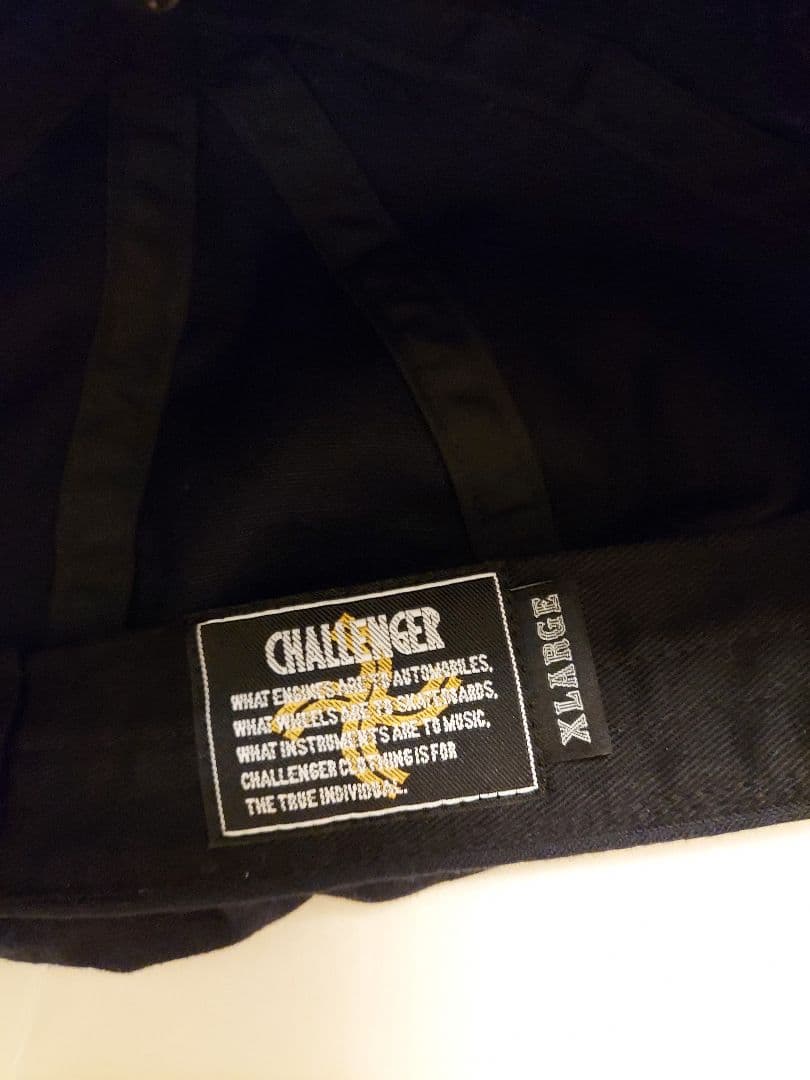 CHALLENGER
WHAT ENGINES ARE TO AUTOMOBILES,
WHAT WHEELS ARE TO SKATEBOARDS,
WHAT INSTRUMENTS ARE TO MUSIC,
CHALLENGER CLOTHING IS FOR
THE TRUE INDIVIDUAL.
XLARGE